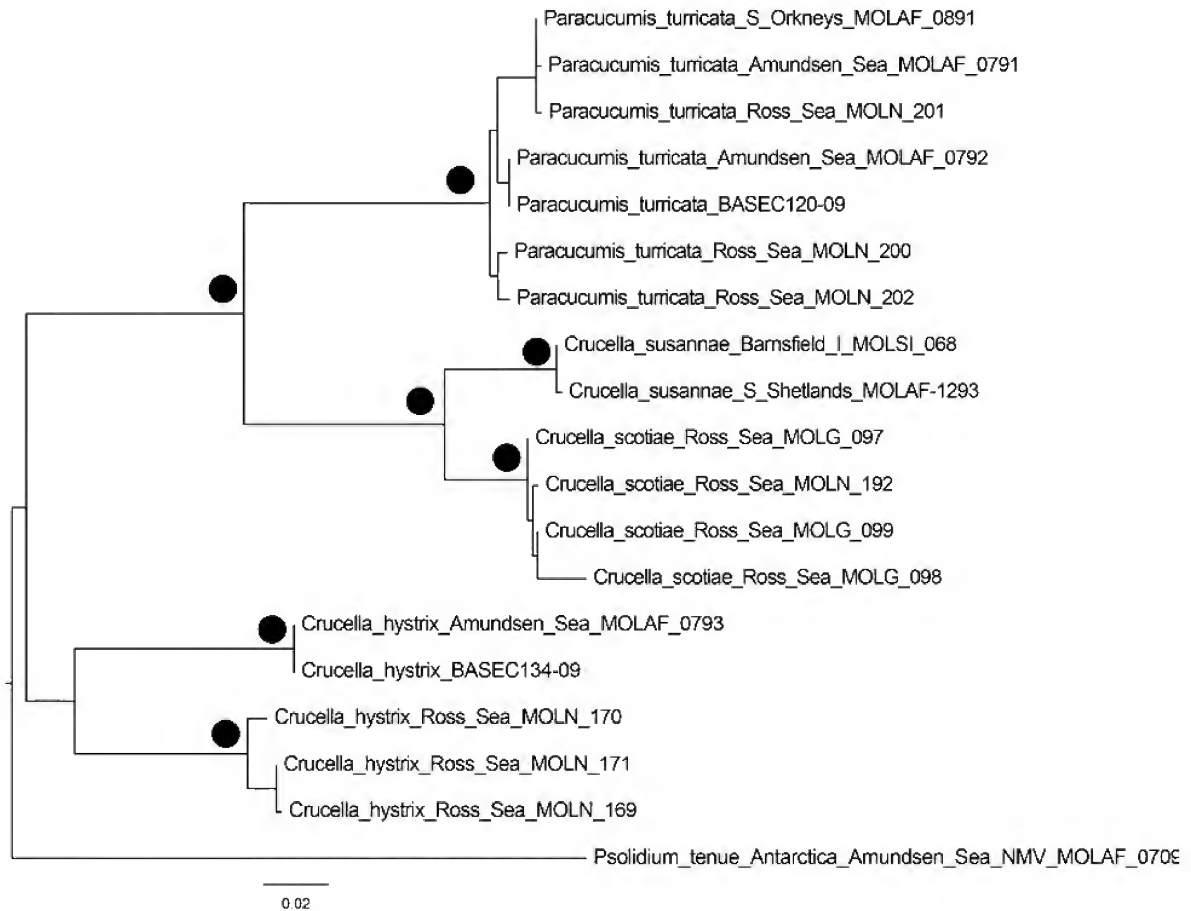 Paracucumis_turricata_S_Orkneys_MOLAF_0891
Paracucumis_turricata_Amundsen_Sea_MOLAF_0791
Paracucumis_turricata_Ross_Sea_MOLN_201
Paracucumis_turricata_Amundsen_Sea_MOLAF_0792
Paracucumis_turricata_BASEC120-09
Paracucumis_turricata_Ross_Sea_MOLN_200
Paracucumis_turricata_Ross_Sea_MOLN_202
Crucella_susannae_Barnsfield_I_MOLSI_068
Crucella_susannae_S_Shetlands_MOLAF-1293
Crucella_scotiae_Ross_Sea_MOLG_097
Crucella_scotiae_Ross_Sea_MOLN_192
Crucella_scotiae_Ross_Sea_MOLG_099
Crucella_scotiae_Ross_Sea_MOLG_098
Crucella_hystrix_Amundsen_Sea_MOLAF_0793
Crucella_hystrix_BASEC134-09
Crucella_hystrix_Ross_Sea_MOLN_170
Crucella_hystrix_Ross_Sea_MOLN_171
Crucella_hystrix_Ross_Sea_MOLN_169
Psolidium_tenue_Antarctica_Amundsen_Sea_NMV_MOLAF_0709
0.02